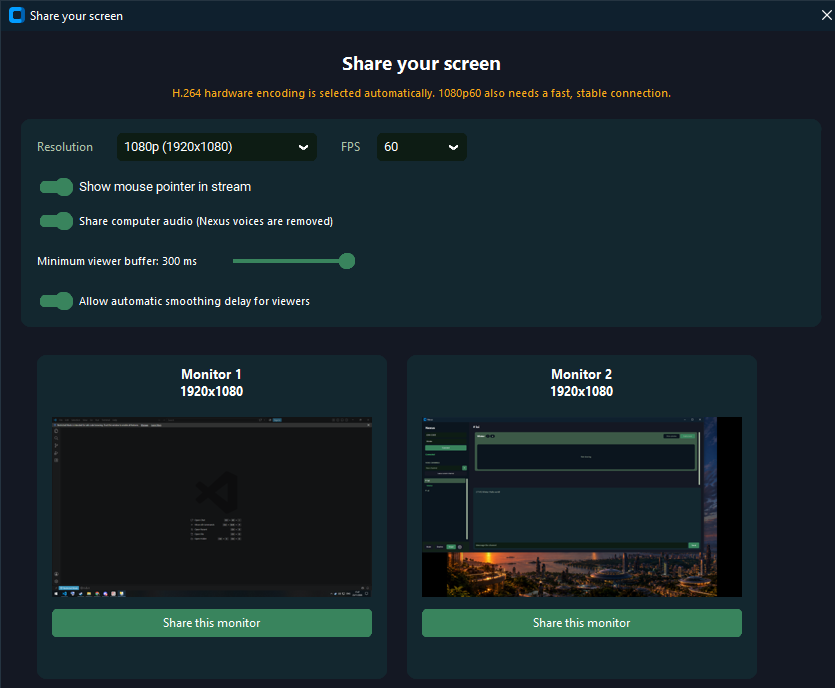 Share your screen
Share your screen
H.264 hardware encoding is selected automatically. 1080p60 also needs a fast, stable connection.
Resolution 1080p (1920x1080) FPS 60
Show mouse pointer in stream
Share computer audio (Nexus voices are removed)
Minimum viewer buffer: 300 ms
Allow automatic smoothing delay for viewers
Monitor 1
1920x1080
Share this monitor
Monitor 2
1920x1080
Share this monitor